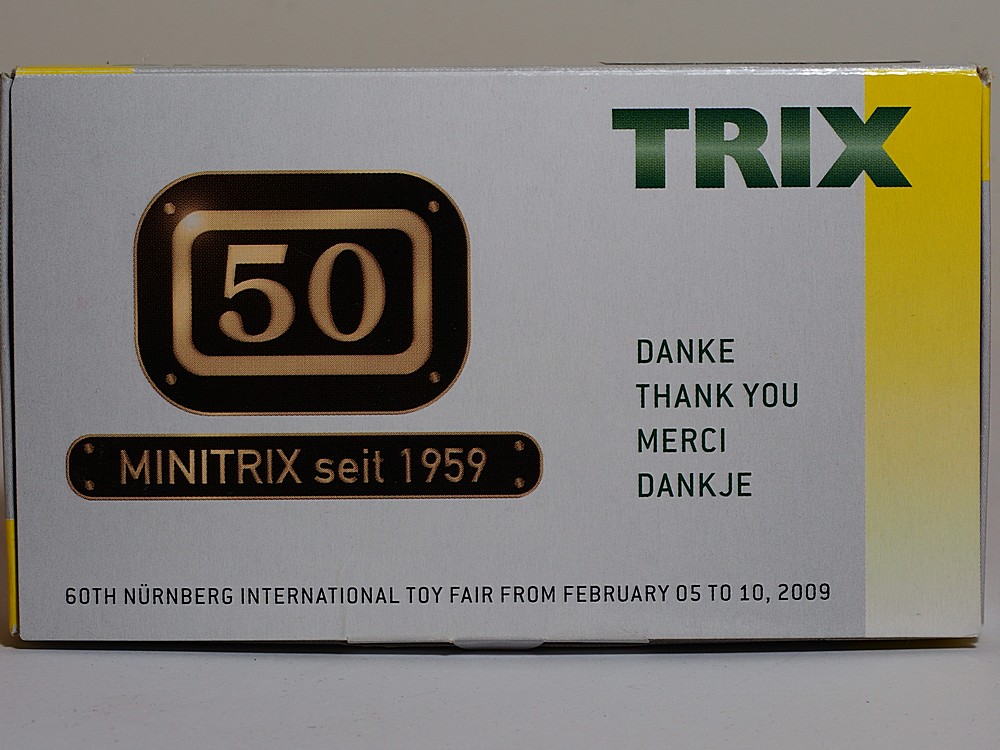 TRIX
50
MINITRIX seit 1959
DANKE
THANK YOU
MERCI
DANKJE
60TH NÜRNBERG INTERNATIONAL TOY FAIR FROM FEBRUARY 05 TO 10, 2009